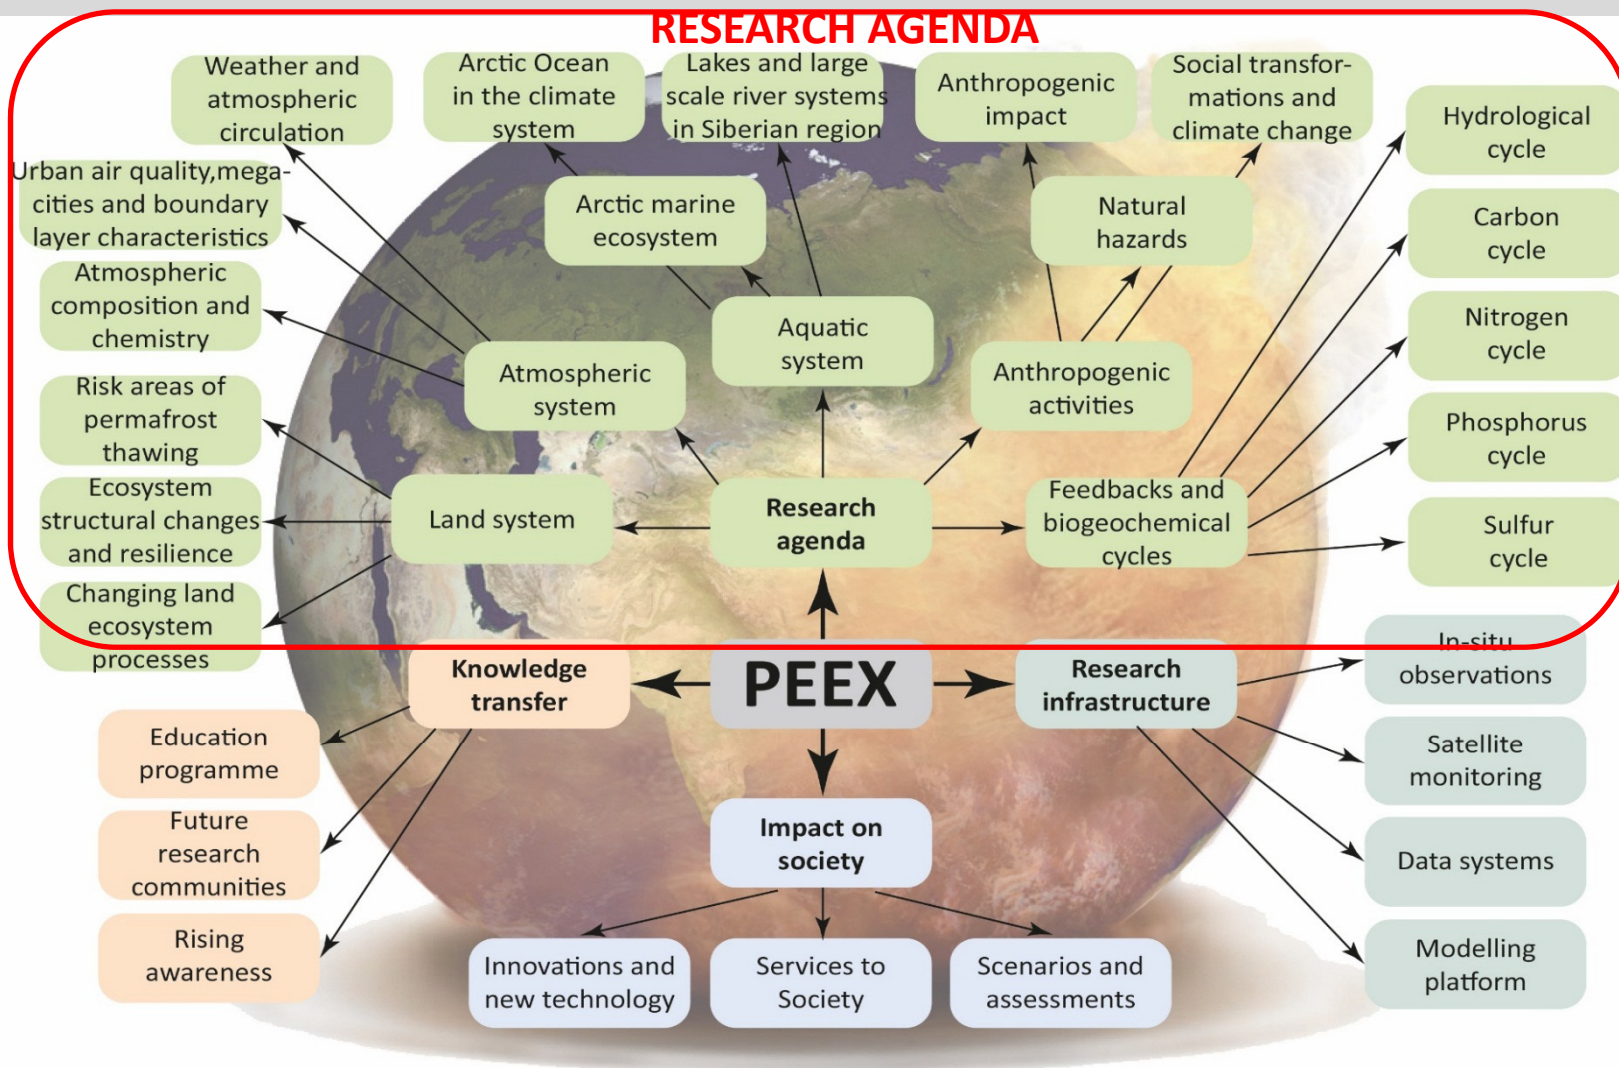 RESEARCH AGENDA
Weather and
atmospheric
circulation
Arctic Ocean
in the climate
system
Lakes and large
scale river systems
in Siberian region
Anthropogenic
impact
Social transfor-
mations and
climate change
Hydrological
cycle
Urban air quality,mega-
cities and boundary
layer characteristics
Arctic marine
ecosystem
Natural
hazards
Carbon
cycle
Atmospheric
composition and
chemistry
Aquatic
system
Nitrogen
cycle
Atmospheric
system
Anthropogenic
activities
Risk areas of
permafrost
thawing
Phosphorus
cycle
Ecosystem
structural changes
and resilience
Land system
Research
agenda
Feedbacks and
biogeochemical
cycles
Sulfur
cycle
Changing land
ecosystem
processes
Knowledge
transfer
PEEX
Research
infrastructure
In-situ
observations
Education
programme
Satellite
monitoring
Future
research
communities
Impact on
society
Data systems
Rising
awareness
Innovations and
new technology
Services to
Society
Scenarios and
assessments
Modelling
platform